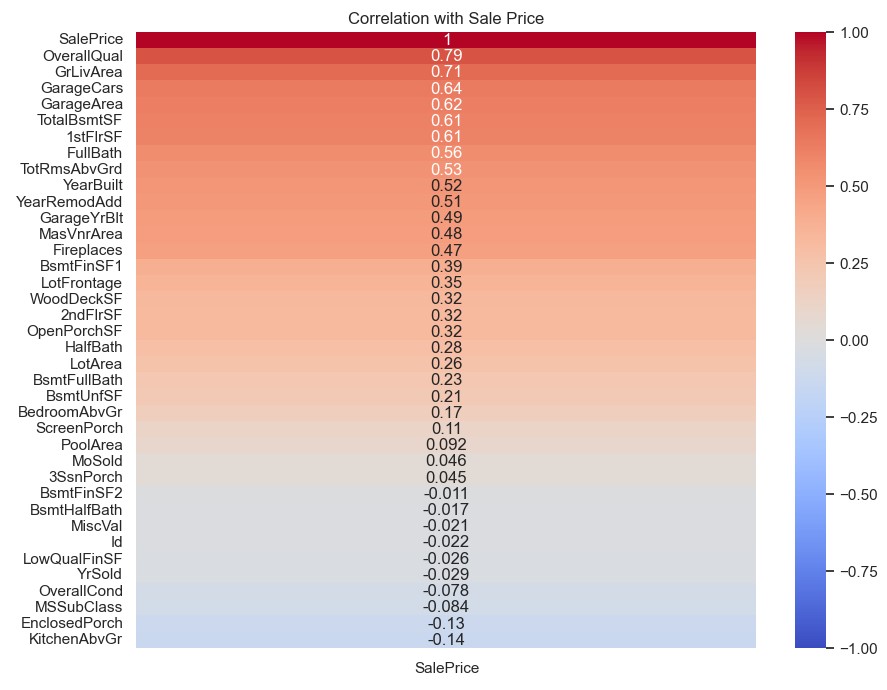 Correlation with Sale Price
SalePrice 1
OverallQual 0.79
GrLivArea 0.71
GarageCars 0.64
GarageArea 0.62
TotalBsmtSF 0.61
1stFlrSF 0.61
FullBath 0.56
TotRmsAbvGrd 0.53
YearBuilt 0.52
YearRemodAdd 0.51
GarageYrBlt 0.49
MasVnrArea 0.48
Fireplaces 0.47
BsmtFinSF1 0.39
LotFrontage 0.35
WoodDeckSF 0.32
2ndFlrSF 0.32
OpenPorchSF 0.32
HalfBath 0.28
LotArea 0.26
BsmtFullBath 0.23
BsmtUnfSF 0.21
BedroomAbvGr 0.17
ScreenPorch 0.11
PoolArea 0.092
MoSold 0.046
3SsnPorch 0.045
BsmtFinSF2 -0.011
BsmtHalfBath -0.017
MiscVal -0.021
Id -0.022
LowQualFinSF -0.026
YrSold -0.029
OverallCond -0.078
MSSubClass -0.084
EnclosedPorch -0.13
KitchenAbvGr -0.14
SalePrice
1.00
0.75
0.50
0.25
0.00
−0.25
−0.50
−0.75
−1.00